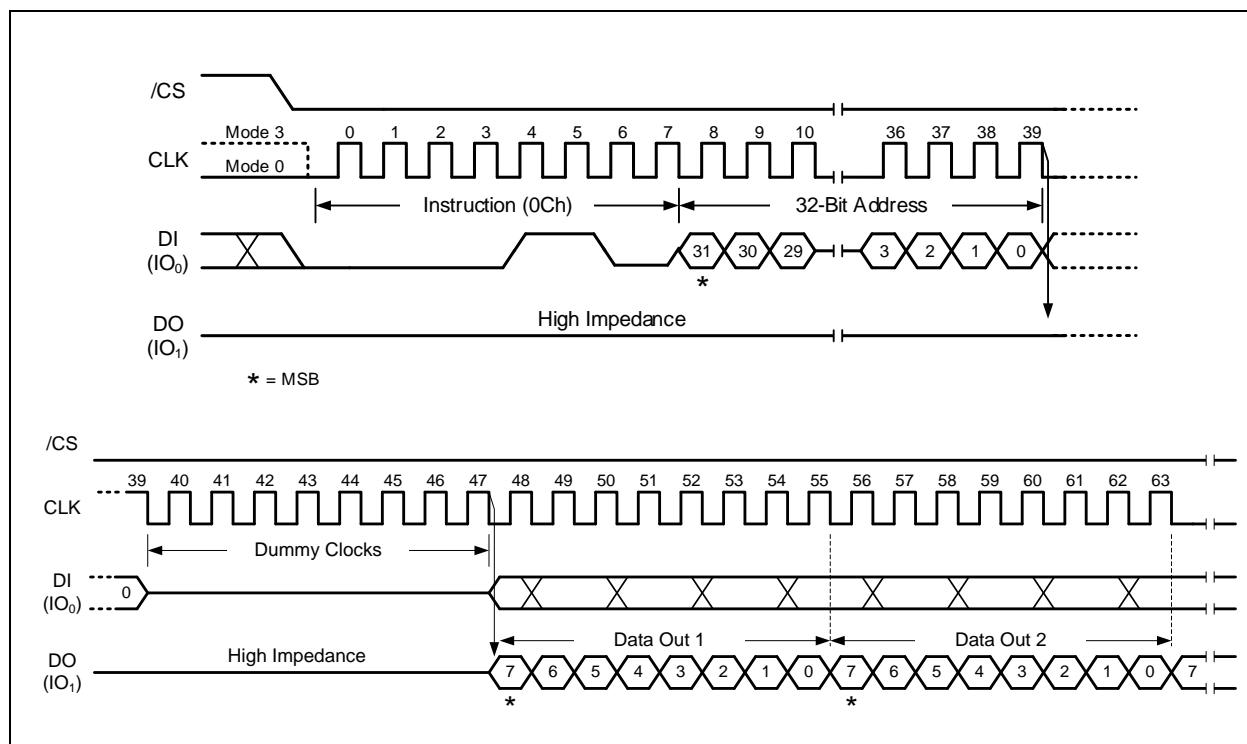 /CS
Mode 3
0 1 2 3 4 5 6 7 8 9 10 36 37 38 39
CLK
Mode 0
Instruction (0Ch) 32-Bit Address
DI
(IO₀)
31 30 29 3 2 1 0
*
High Impedance
DO
(IO₁)
* = MSB
/CS
39 40 41 42 43 44 45 46 47 48 49 50 51 52 53 54 55 56 57 58 59 60 61 62 63
CLK
Dummy Clocks
DI
(IO₀)
0
Data Out 1 Data Out 2
High Impedance
DO
(IO₁)
7 6 5 4 3 2 1 0 7 6 5 4 3 2 1 0 7
* *